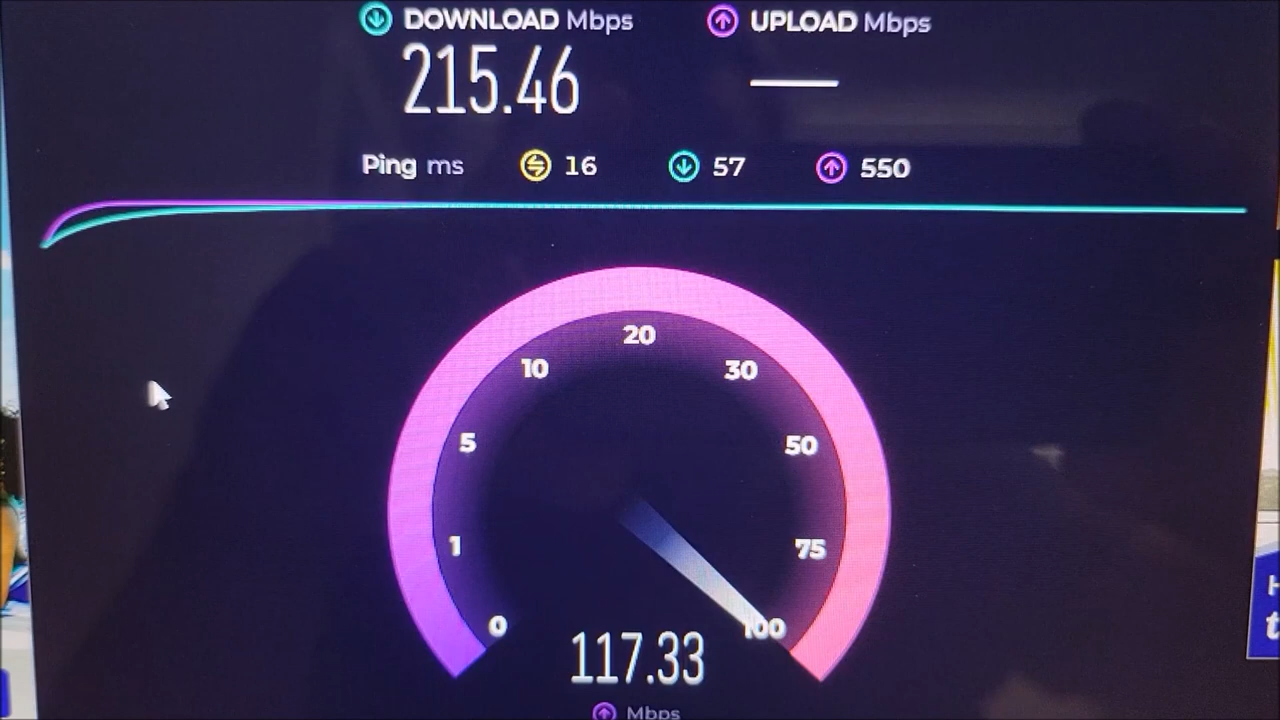 DOWNLOAD Mbps UPLOAD Mbps
215.46
Ping ms 16 57 550
20
10 30
5 50
1 75
0 100
117.33
Mbps
H
t